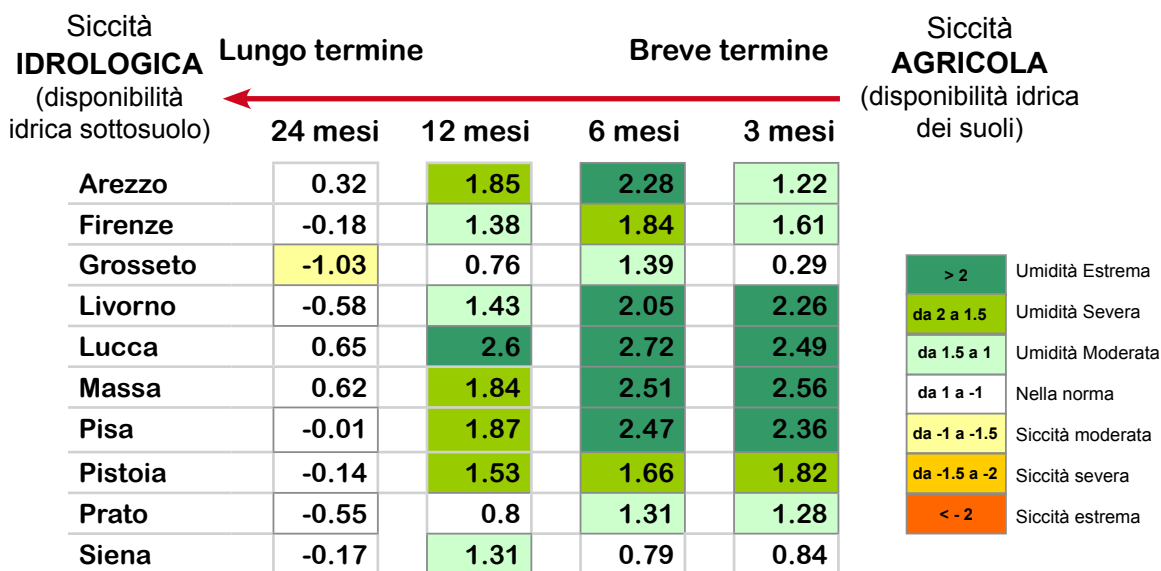 Siccità
IDROLOGICA
(disponibilità
idrica sottosuolo)
Lungo termine
Breve termine
Siccità
AGRICOLA
(disponibilità idrica
dei suoli)
24 mesi 12 mesi 6 mesi 3 mesi
Arezzo 0.32 1.85 2.28 1.22
Firenze -0.18 1.38 1.84 1.61
Grosseto -1.03 0.76 1.39 0.29
Livorno -0.58 1.43 2.05 2.26
Lucca 0.65 2.6 2.72 2.49
Massa 0.62 1.84 2.51 2.56
Pisa -0.01 1.87 2.47 2.36
Pistoia -0.14 1.53 1.66 1.82
Prato -0.55 0.8 1.31 1.28
Siena -0.17 1.31 0.79 0.84
> 2 Umidità Estrema
da 2 a 1.5 Umidità Severa
da 1.5 a 1 Umidità Moderata
da 1 a -1 Nella norma
da -1 a -1.5 Siccità moderata
da -1.5 a -2 Siccità severa
< - 2 Siccità estrema